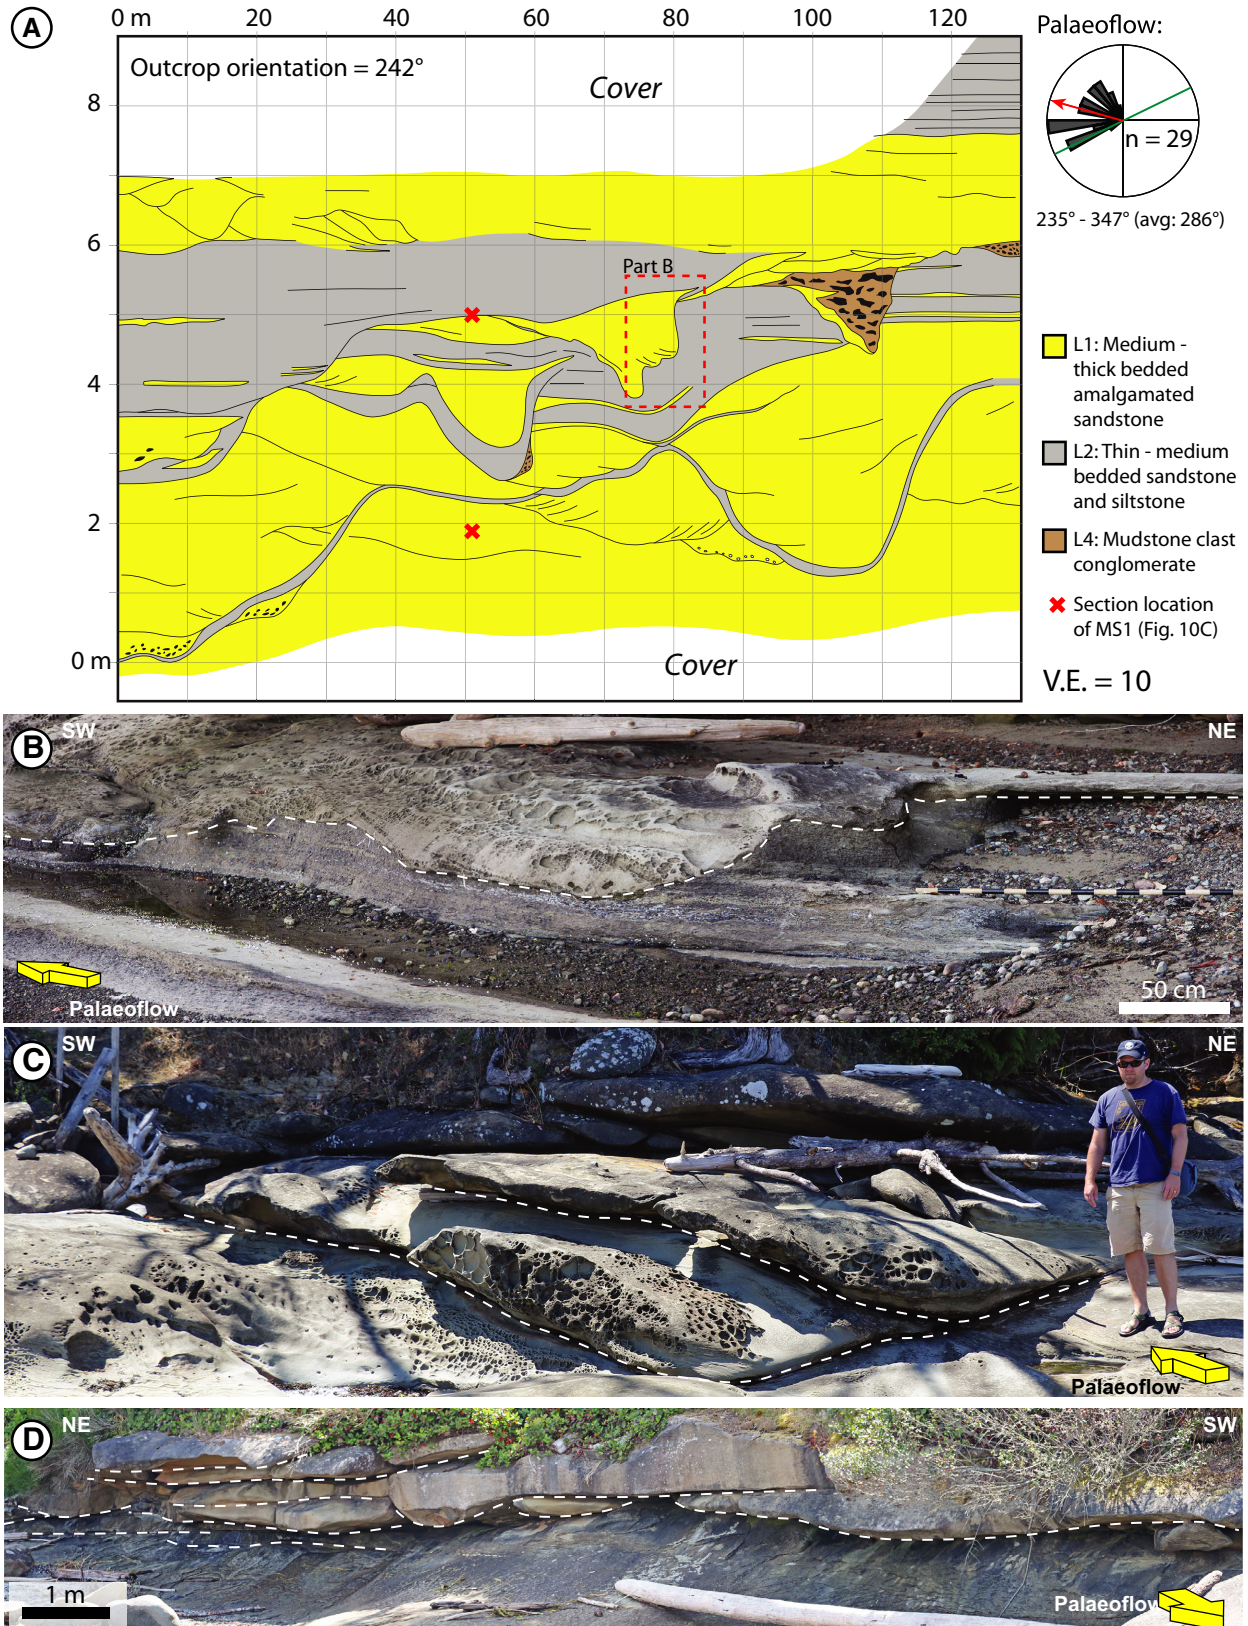 A
0 m 20 40 60 80 100 120
Outcrop orientation = 242°
Cover
8
6
4
2
0 m
Part B
Cover
Palaeoflow:
n = 29
235° - 347° (avg: 286°)
L1: Medium -
thick bedded
amalgamated
sandstone
L2: Thin - medium
bedded sandstone
and siltstone
L4: Mudstone clast
conglomerate
Section location
of MS1 (Fig. 10C)
V.E. = 10
B
SW
NE
Palaeoflow
50 cm
C
SW
NE
Palaeoflow
D
NE
SW
1 m
Palaeoflow